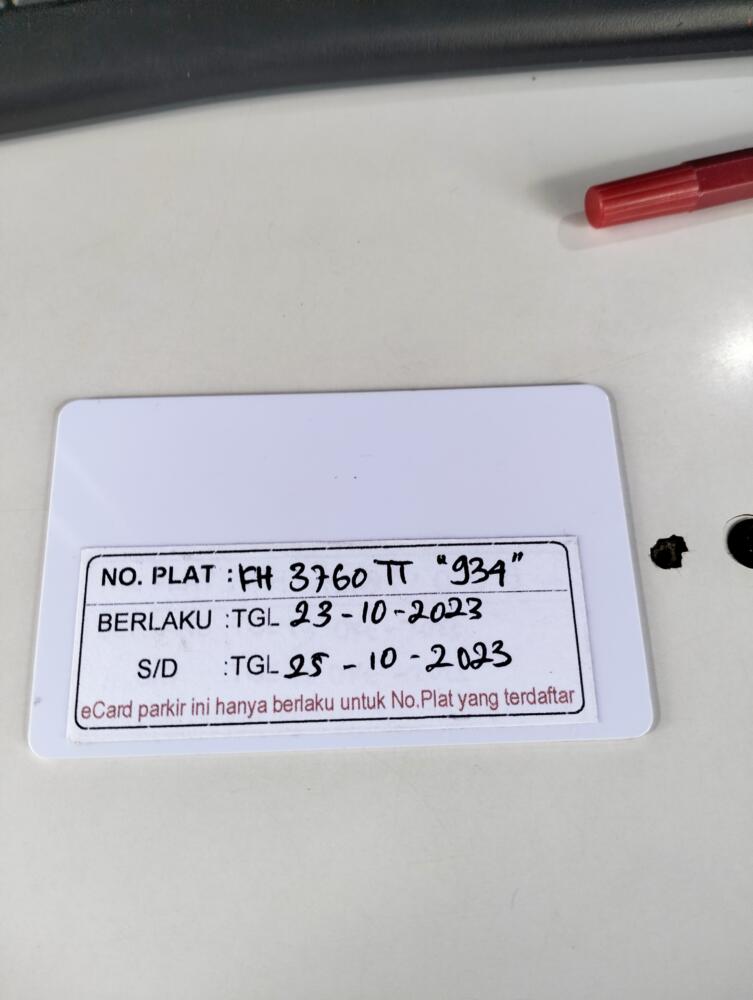 NO. PLAT : KH 3760 TT "934"
BERLAKU : TGL 23-10-2023
S/D : TGL 25-10-2023
eCard parkir ini hanya berlaku untuk No.Plat yang terdaftar